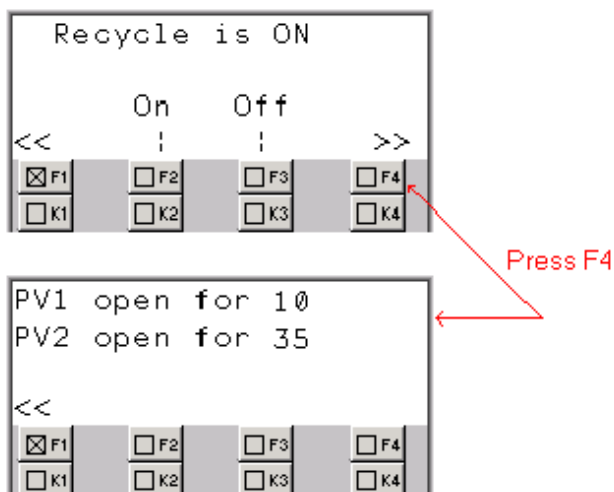 Recycle is ON
On Off
<< >>
F1 F2 F3 F4
K1 K2 K3 K4
Press F4
PV1 open for 10
PV2 open for 35
<<
F1 F2 F3 F4
K1 K2 K3 K4